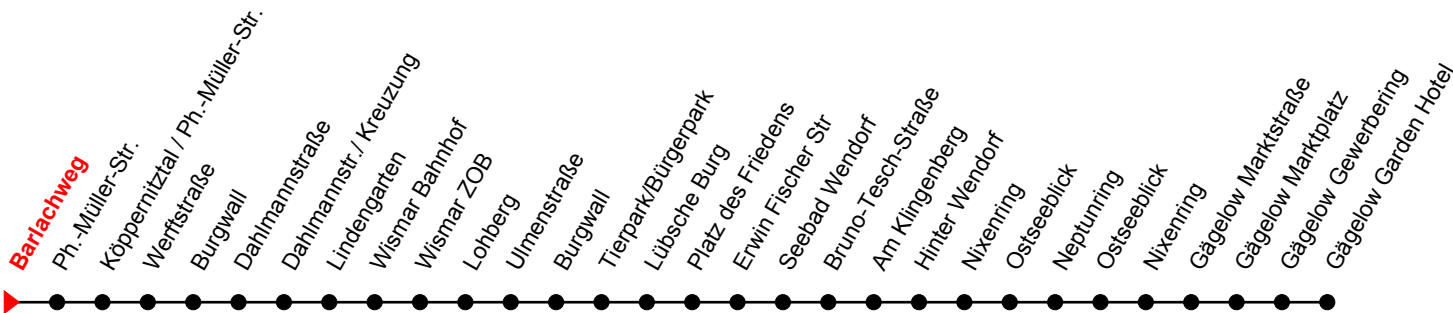 Barlachweg
Ph.-Müller-Str.
Köppernitztal / Ph.-Müller-Str.
Werftstraße
Burgwall
Dahlmannstraße
Dahlmannstr./ Kreuzung
Lindengarten
Wismar Bahnhof
Wismar ZOB
Lohberg
Ulmenstraße
Burgwall
Tierpark/Bürgerpark
Lübsche Burg
Platz des Friedens
Erwin Fischer Str
Seebad Wendorf
Bruno-Tesch-Straße
Am Klingenberg
Hinter Wendorf
Nixenring
Ostseeblick
Neptunring
Ostseeblick
Nixenring
Gägelow Marktstraße
Gägelow Marktplatz
Gägelow Gewerbering
Gägelow Garden Hotel